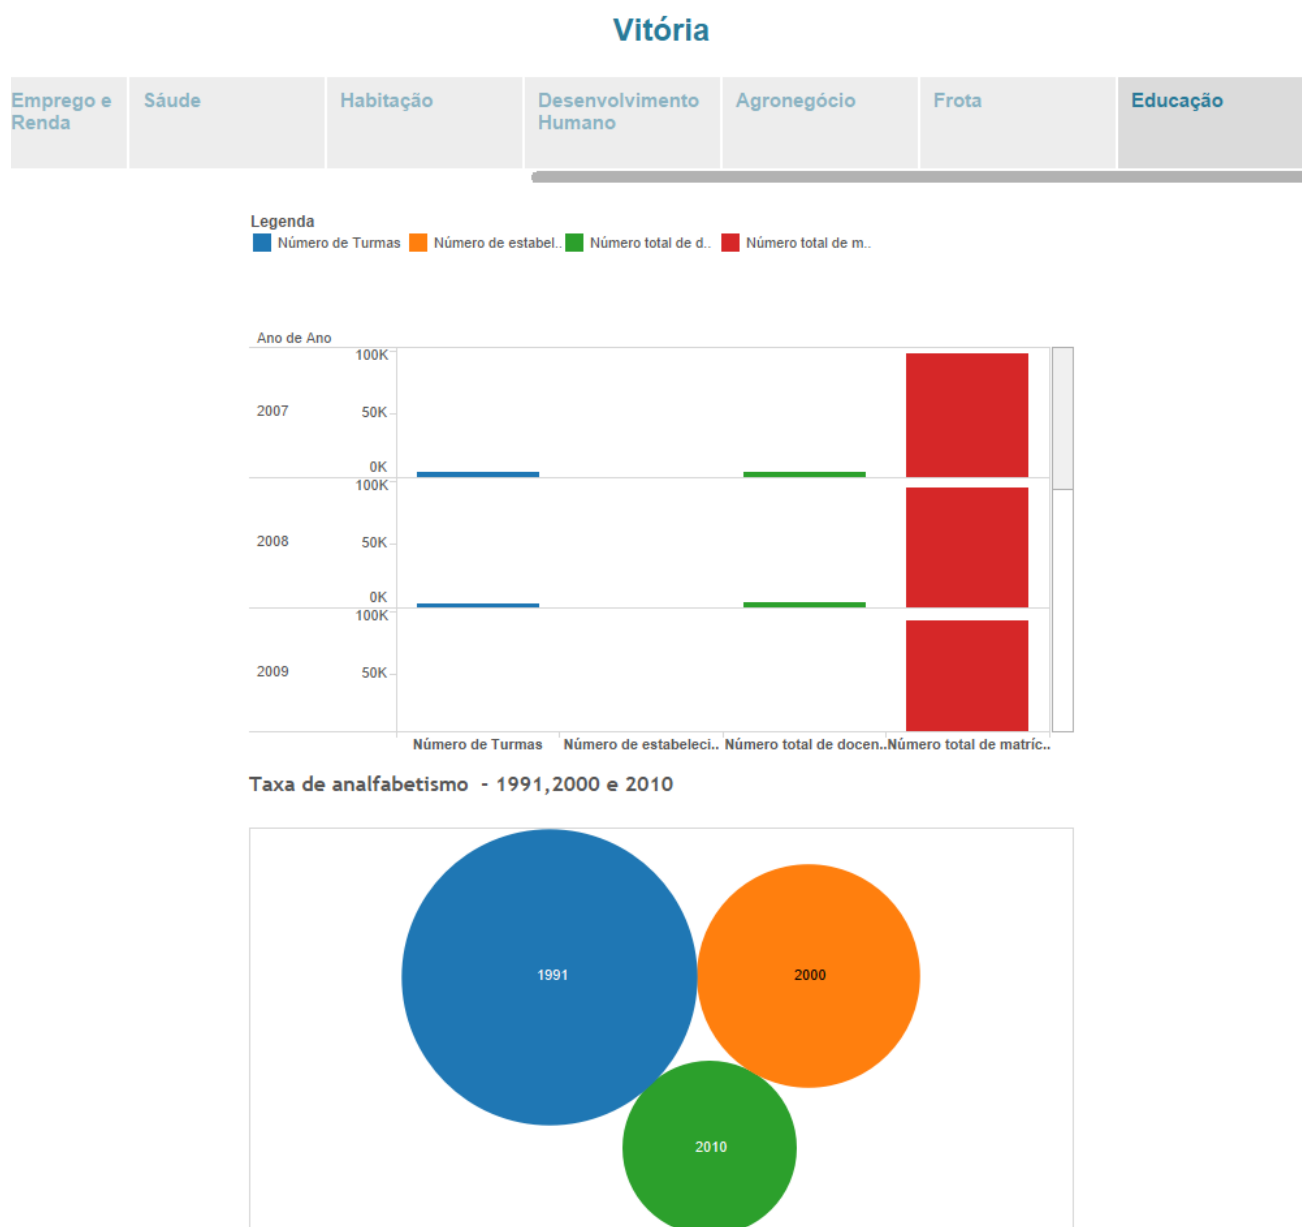 Vitória
Emprego e Renda
Sáude
Habitação
Desenvolvimento Humano
Agronegócio
Frota
Educação
Legenda
Número de Turmas
Número de estabel..
Número total de d..
Número total de m..
Ano de Ano
2007
100K
50K
0K
2008
100K
50K
0K
2009
100K
50K
Número de Turmas
Número de estabeleci..
Número total de docen..
Número total de matríc..
Taxa de analfabetismo - 1991,2000 e 2010
1991
2000
2010